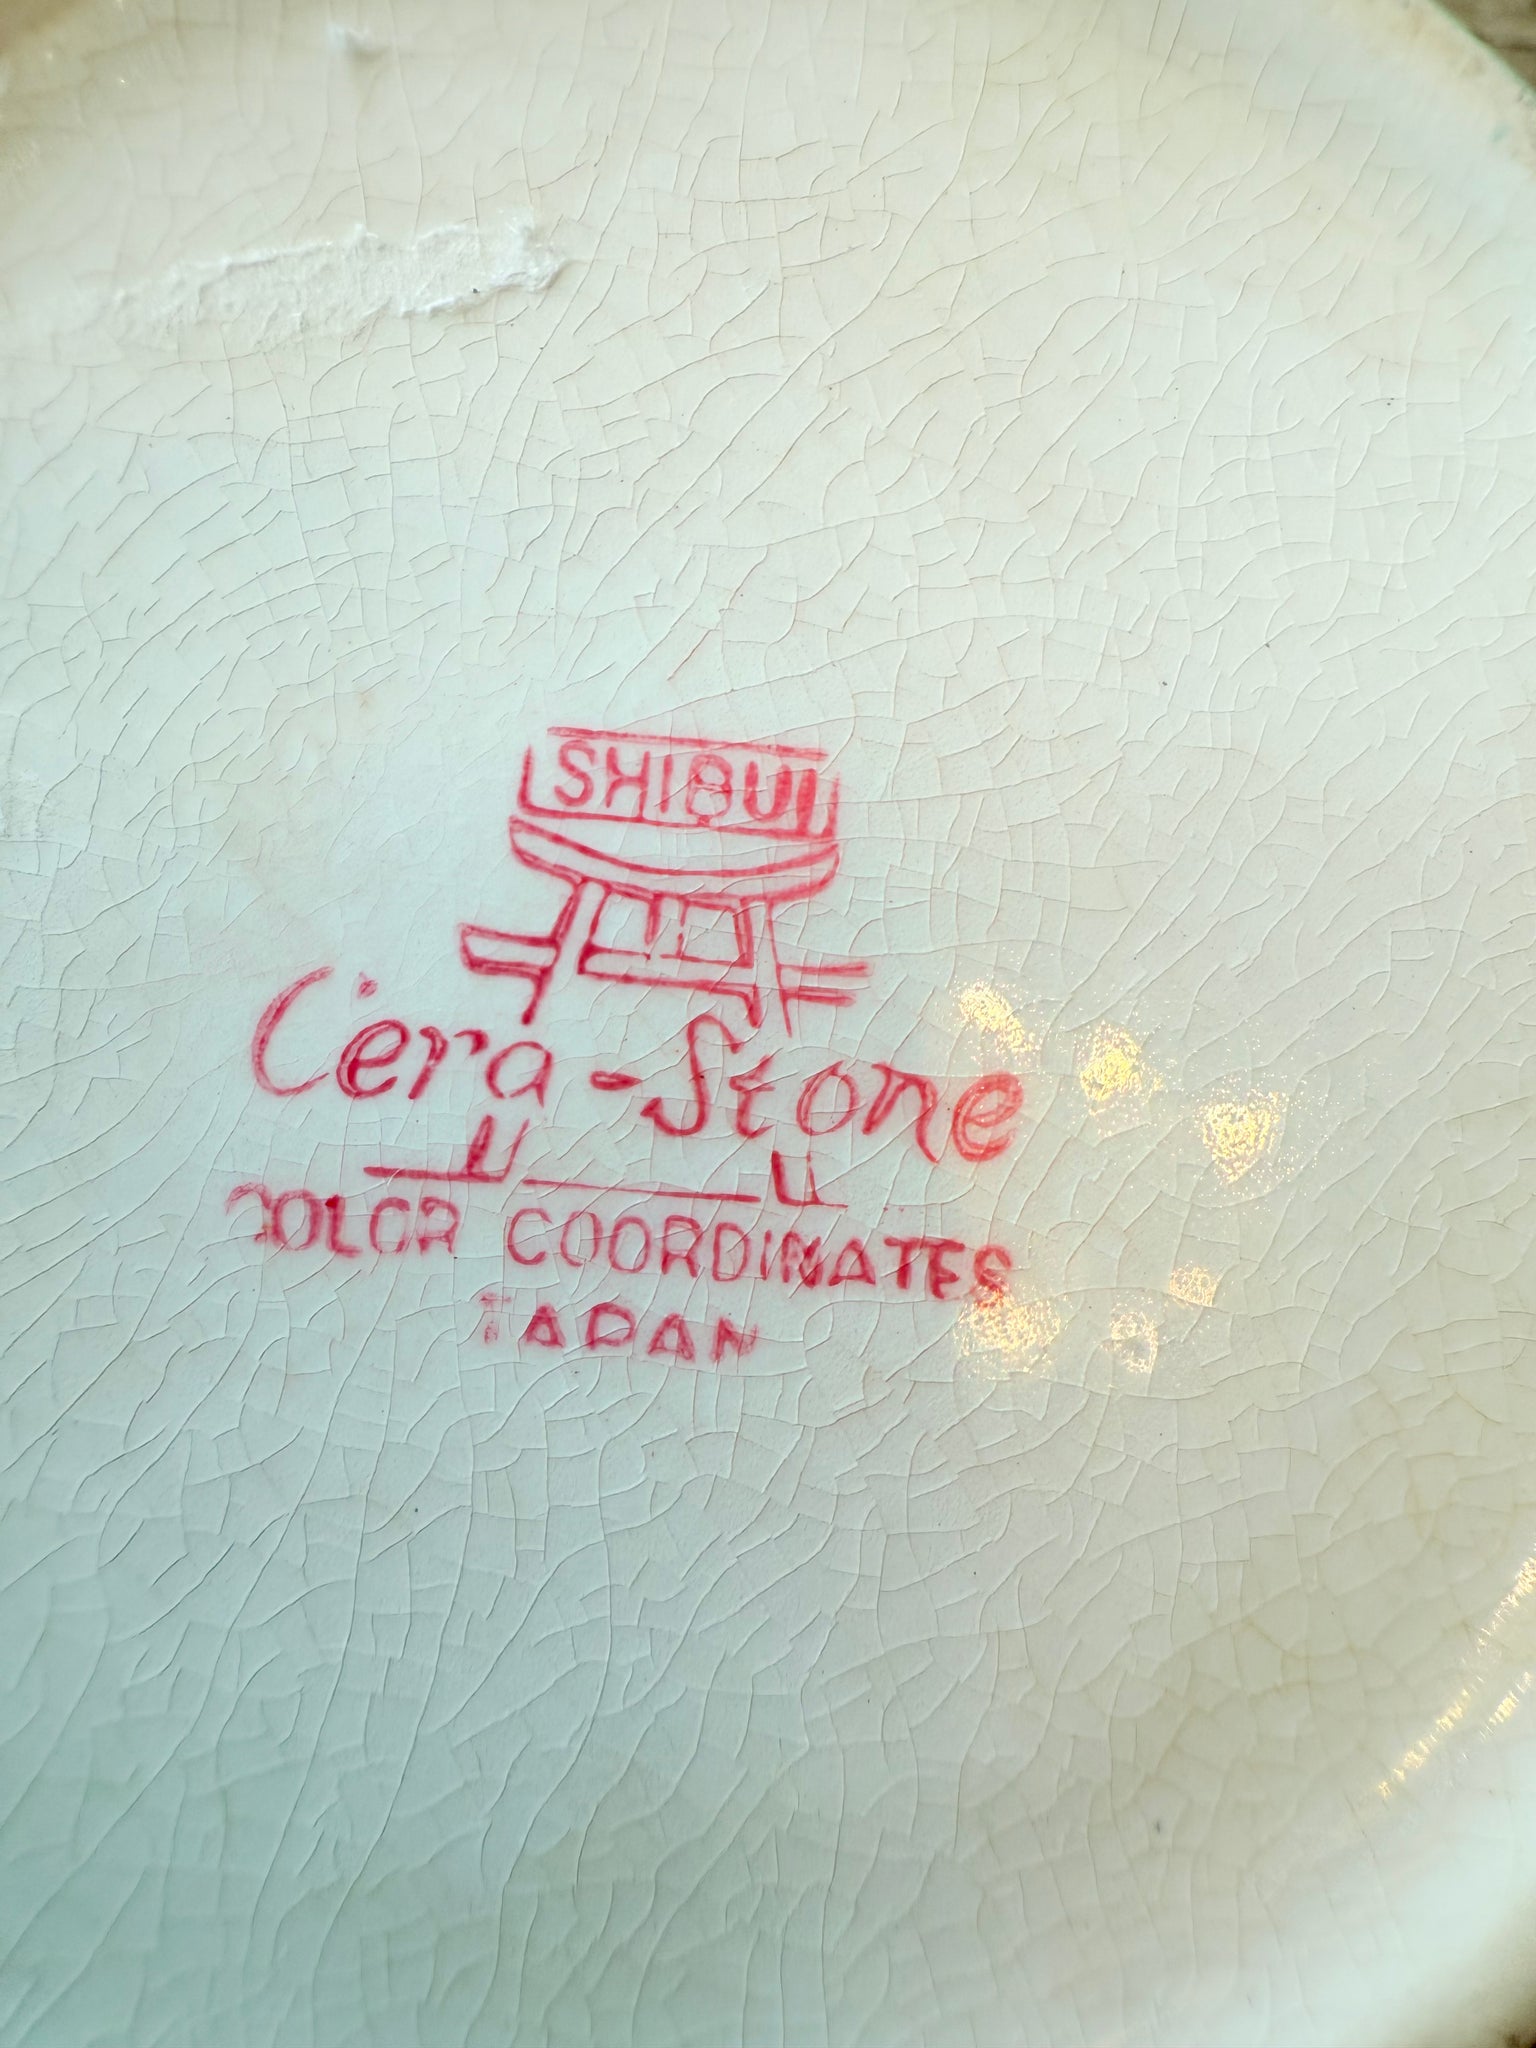 SHIBUI
Cera-Stone
COLOR COORDINATES
JAPAN